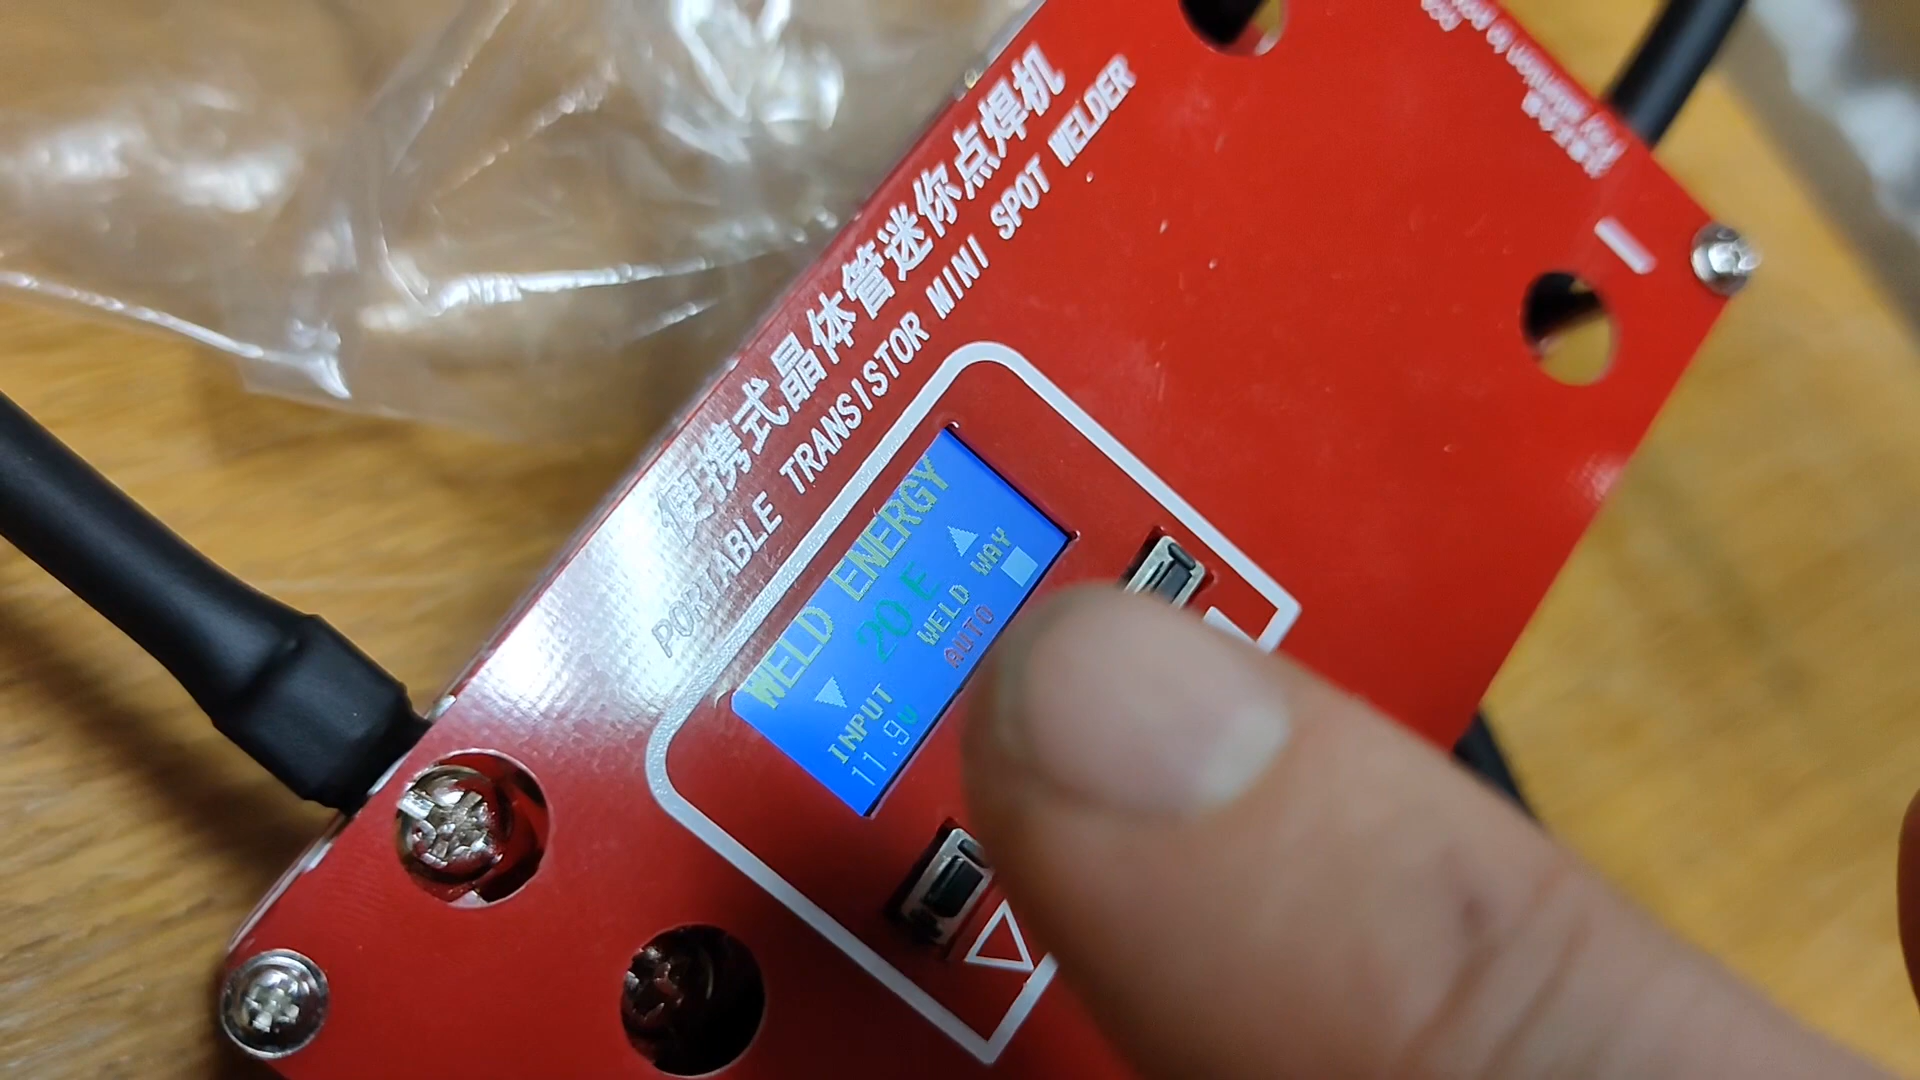 便携式晶体管迷你点焊机
PORTABLE TRANSISTOR MINI SPOT WELDER
WELD ENERGY
20 E
INPUT
11.9V
WELD WAY
AUTO